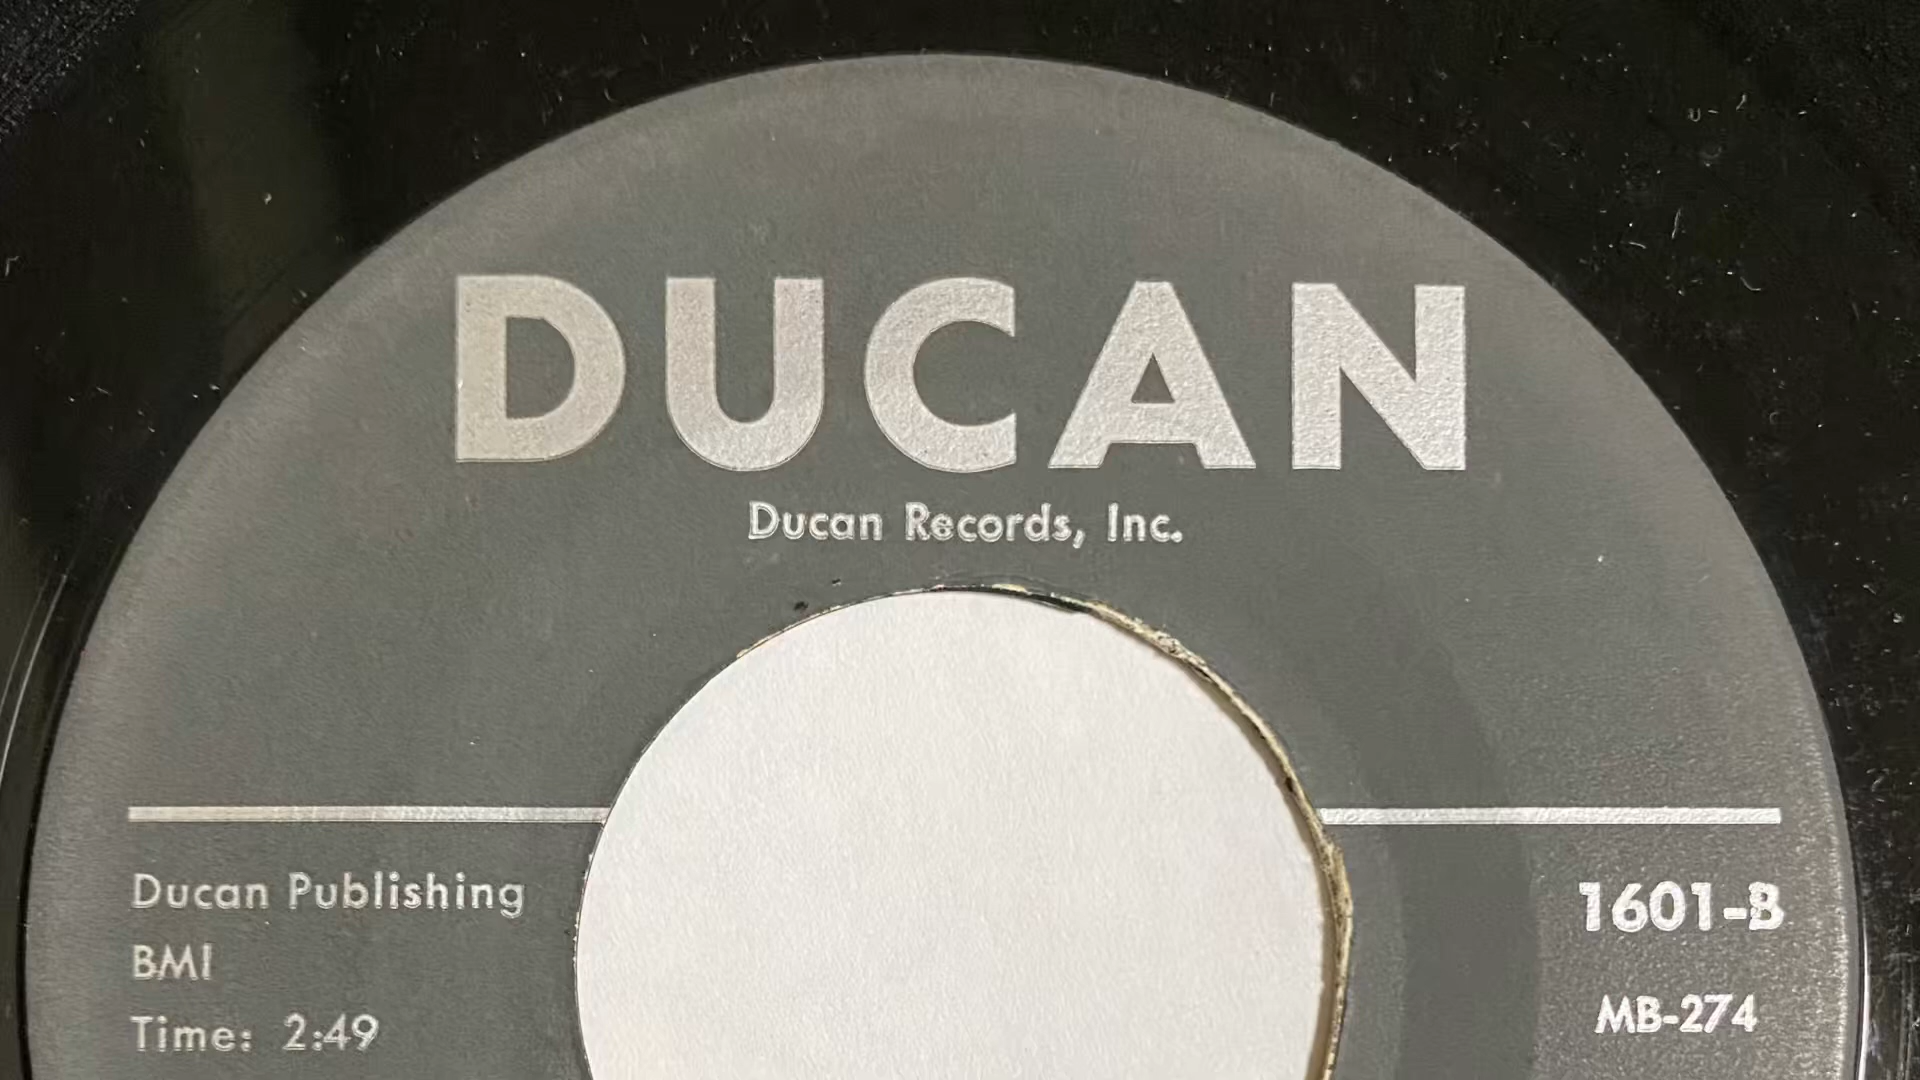 DUCAN
Ducan Records, Inc.
Ducan Publishing
BMI
Time: 2:49
1601-B
MB-274